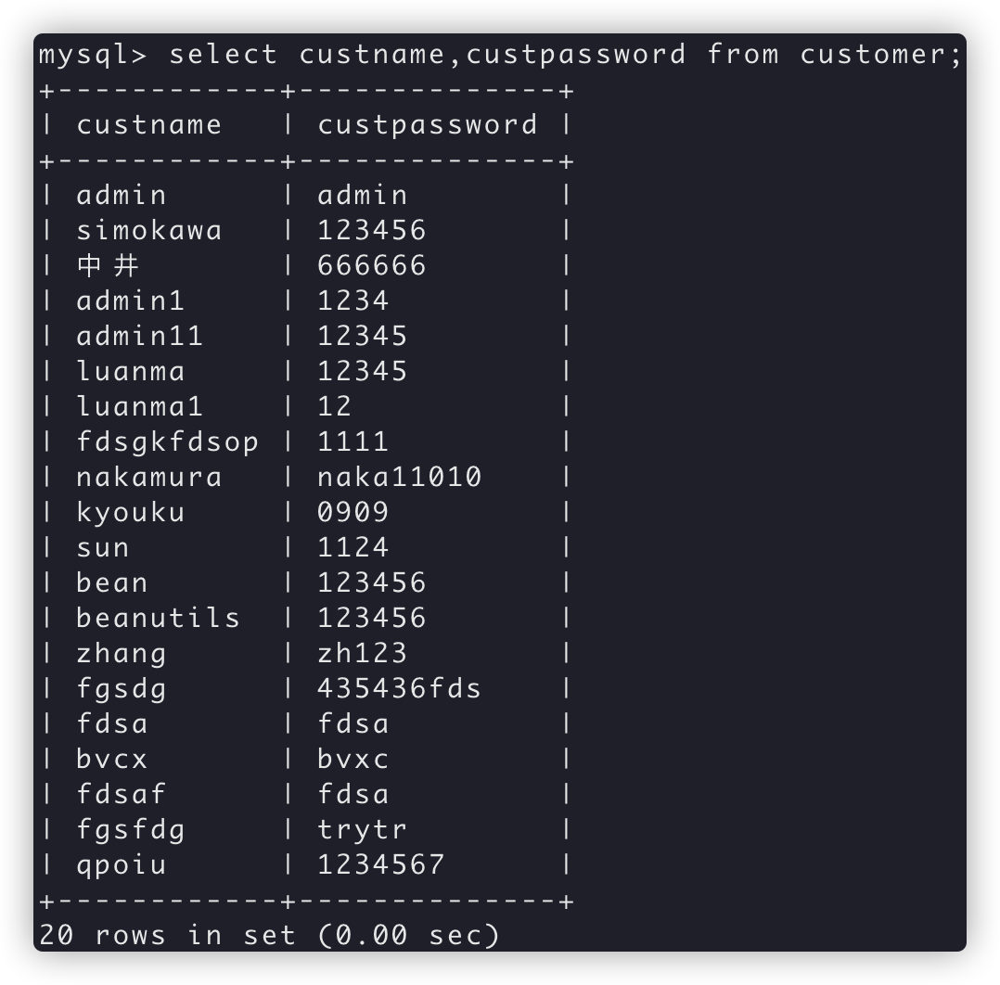 mysql> select custname,custpassword from customer;
+------------+--------------+
| custname   | custpassword |
+------------+--------------+
| admin      | admin        |
| simokawa   | 123456       |
| 中井       | 666666       |
| admin1     | 1234         |
| admin11    | 12345        |
| luanma     | 12345        |
| luanma1    | 12           |
| fdsgkfdsop | 1111         |
| nakamura   | naka11010    |
| kyouku     | 0909         |
| sun        | 1124         |
| bean       | 123456       |
| beanutils  | 123456       |
| zhang      | zh123        |
| fgsdg      | 435436fds    |
| fdsa       | fdsa         |
| bvcx       | bvxc         |
| fdsaf      | fdsa         |
| fgsfdg     | trytr        |
| qpoiu      | 1234567      |
+------------+--------------+
20 rows in set (0.00 sec)